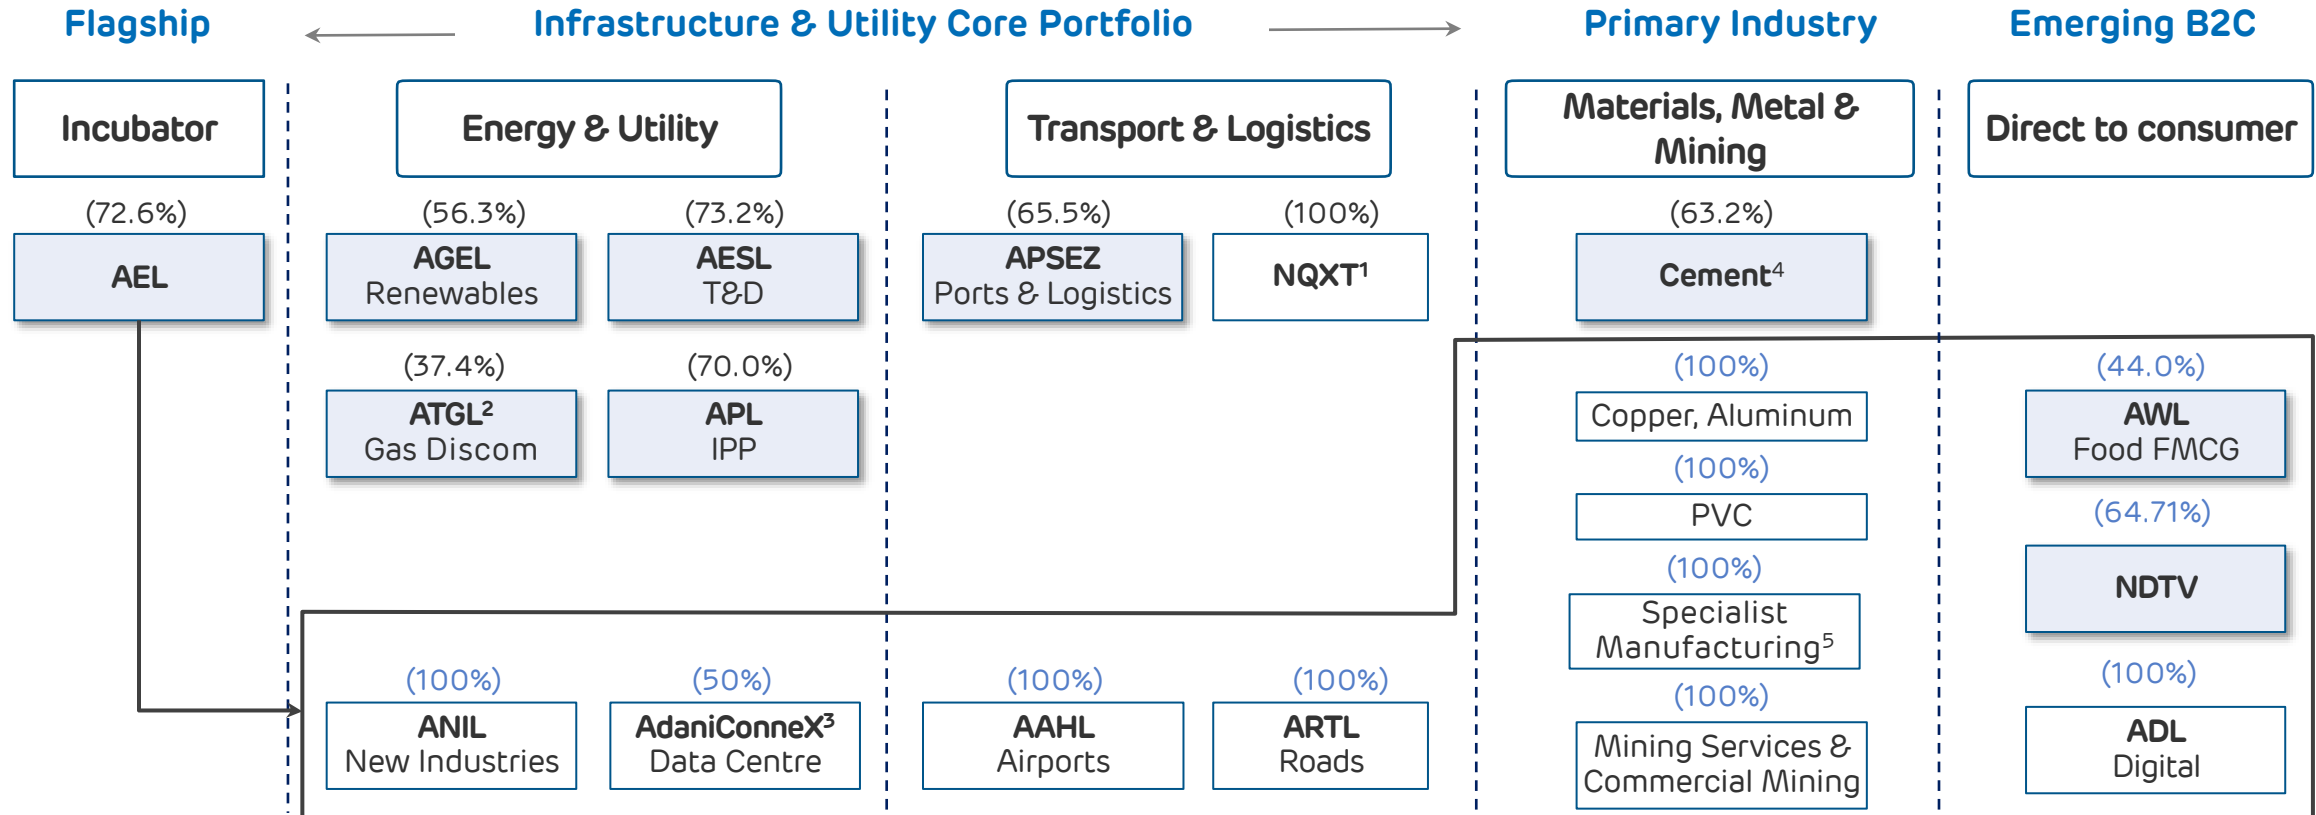 Flagship
Infrastructure & Utility Core Portfolio
Primary Industry
Emerging B2C
Incubator
Energy & Utility
Transport & Logistics
Materials, Metal &
Mining
Direct to consumer
(72.6%)
AEL
(56.3%)
AGEL
Renewables
(73.2%)
AESL
T&D
(65.5%)
APSEZ
Ports & Logistics
(100%)
NQXT¹
(63.2%)
Cement⁴
(37.4%)
ATGL²
Gas Discom
(70.0%)
APL
IPP
(100%)
Copper, Aluminum
(100%)
PVC
(100%)
Specialist
Manufacturing⁵
(100%)
Mining Services &
Commercial Mining
(44.0%)
AWL
Food FMCG
(64.71%)
NDTV
(100%)
ADL
Digital
(100%)
ANIL
New Industries
(50%)
AdaniConneX³
Data Centre
(100%)
AAHL
Airports
(100%)
ARTL
Roads